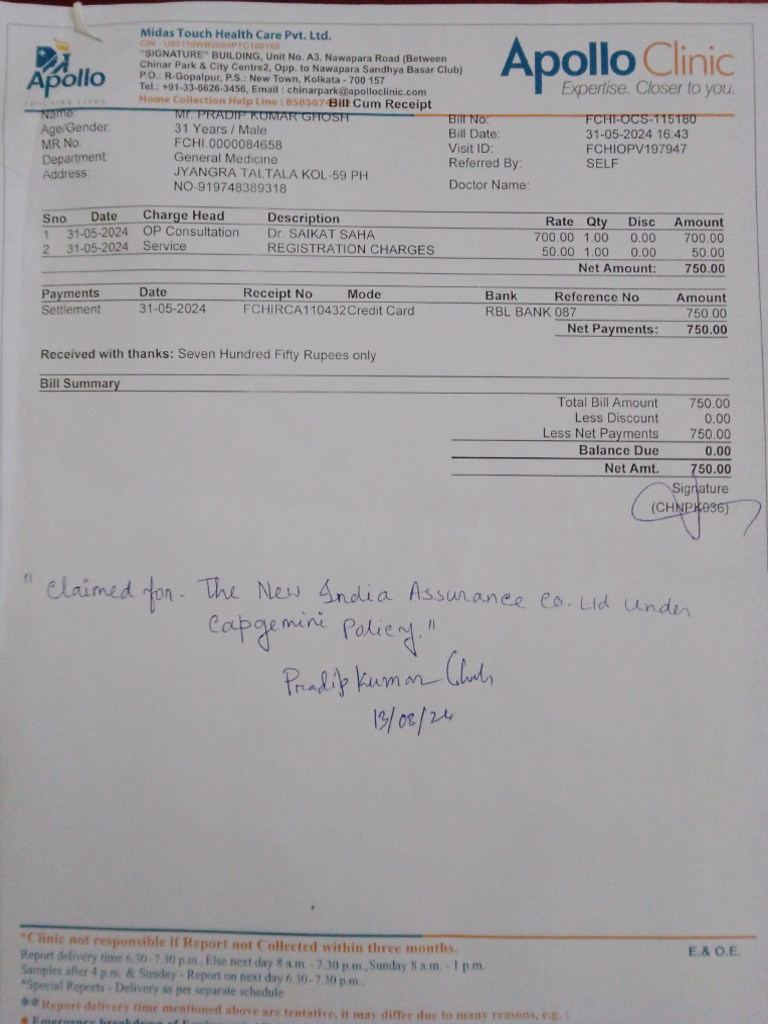 Midas Touch Health Care Pvt. Ltd.
CIN - U85110WB2004PTC100165
"SIGNATURE" BUILDING, Unit No. A3, Nawapara Road (Between
Chinar Park & City Centre2, Opp. to Nawapara Sandhya Basar Club)
P.O.: R-Gopalpur, P.S.: New Town, Kolkata - 700 157
Tel.: +91-33-6626-3456, Email : chinarpark@apolloclinic.com
Home Collection Help Line :
Apollo
TOUCHING LIVES
Apollo Clinic
Expertise. Closer to you.
Bill Cum Receipt
Name: Mr. PRADIP KUMAR GHOSH Bill No: FCHI-OCS-115180
Age/Gender: 31 Years / Male Bill Date: 31-05-2024 16:43
MR No: FCHI.0000084658 Visit ID: FCHIOPV197947
Department: General Medicine Referred By: SELF
Address: JYANGRA TALTALA KOL-59 PH Doctor Name:
NO-919748389318
Sno Date Charge Head Description Rate Qty Disc Amount
1 31-05-2024 OP Consultation Dr. SAIKAT SAHA 700.00 1.00 0.00 700.00
2 31-05-2024 Service REGISTRATION CHARGES 50.00 1.00 0.00 50.00
Net Amount: 750.00
Payments Date Receipt No Mode Bank Reference No Amount
Settlement 31-05-2024 FCHIRCA110432Credit Card RBL BANK 087 750.00
Net Payments: 750.00
Received with thanks: Seven Hundred Fifty Rupees only
Bill Summary
Total Bill Amount 750.00
Less Discount 0.00
Less Net Payments 750.00
Balance Due 0.00
Net Amt. 750.00
Signature
(CHNPK036)
"Claimed for - The New India Assurance Co. Ltd under
Capgemini Policy."
Pradip Kumar Ghosh
13/08/24
*Clinic not responsible if Report not Collected within three months.
E.& O.E.
Report delivery time 6.30 - 7.30 p.m., Else next day 8 a.m. - 7.30 p.m., Sunday 8 a.m. - 1 p.m.
Samples after 4 p.m. & Sunday - Report on next day 6.30 - 7.30 p.m.,
*Special Reports - Delivery as per separate schedule
**Report delivery time mentioned above are tentative, it may differ due to many reasons, e.g. :